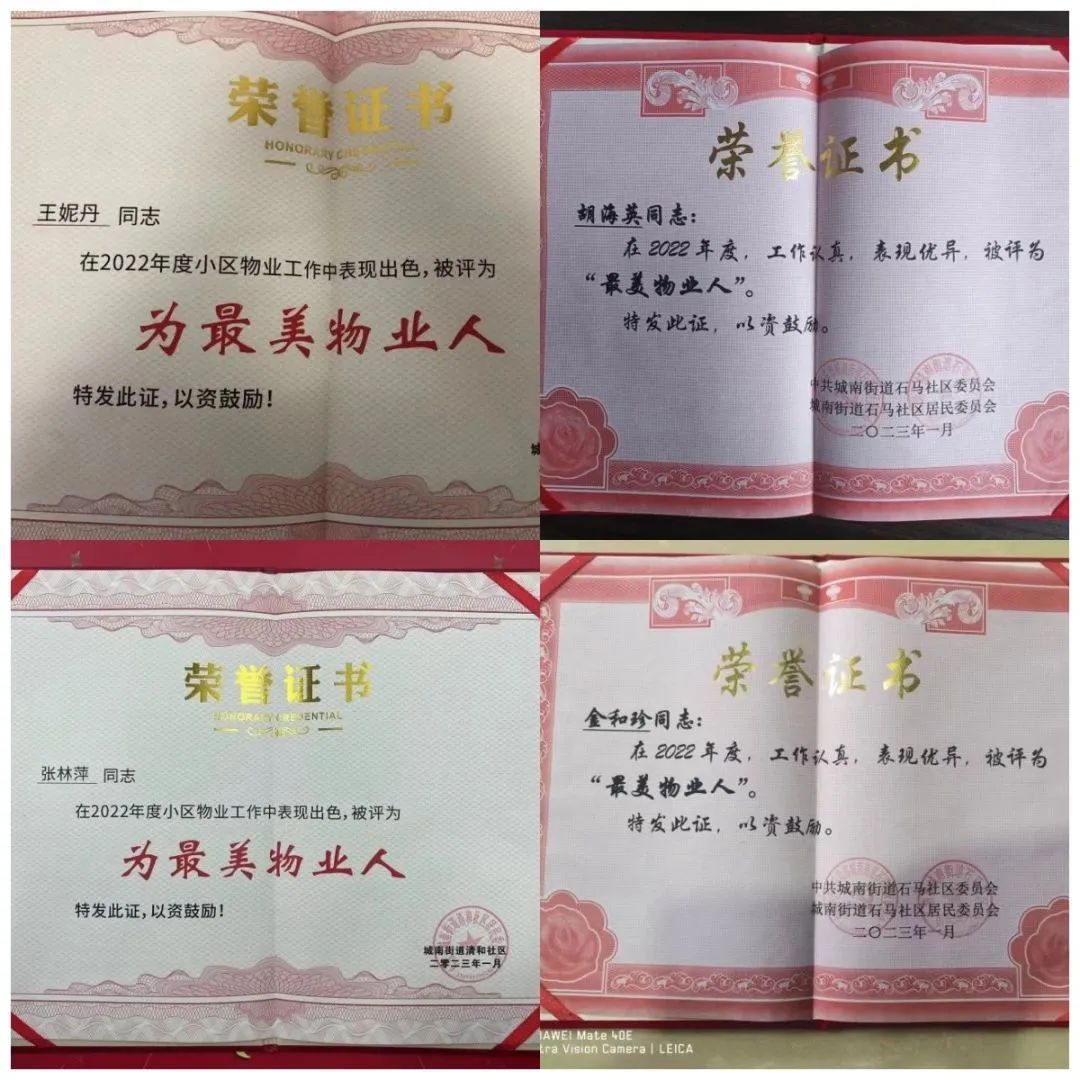 荣誉证书
HONORARY CREDENTIAL
王妮丹 同志
在2022年度小区物业工作中表现出色,被评为
为最美物业人
特发此证,以资鼓励!
城
荣誉证书
胡海英同志:
在2022年度,工作认真,表现优异,被评为
“最美物业人”。
特发此证,以资鼓励。
中共城南街道石马社区委员会
城南街道石马社区居民委员会
二〇二三年一月
荣誉证书
HONORARY CREDENTIAL
张林萍 同志
在2022年度小区物业工作中表现出色,被评为
为最美物业人
特发此证,以资鼓励!
城南街道清和社区
二零二三年一月
荣誉证书
金和珍同志:
在2022年度,工作认真,表现优异,被评为
“最美物业人”。
特发此证,以资鼓励。
中共城南街道石马社区委员会
城南街道石马社区居民委员会
二〇二三年一月
AWEI Mate 40E
tra Vision Camera | LEICA